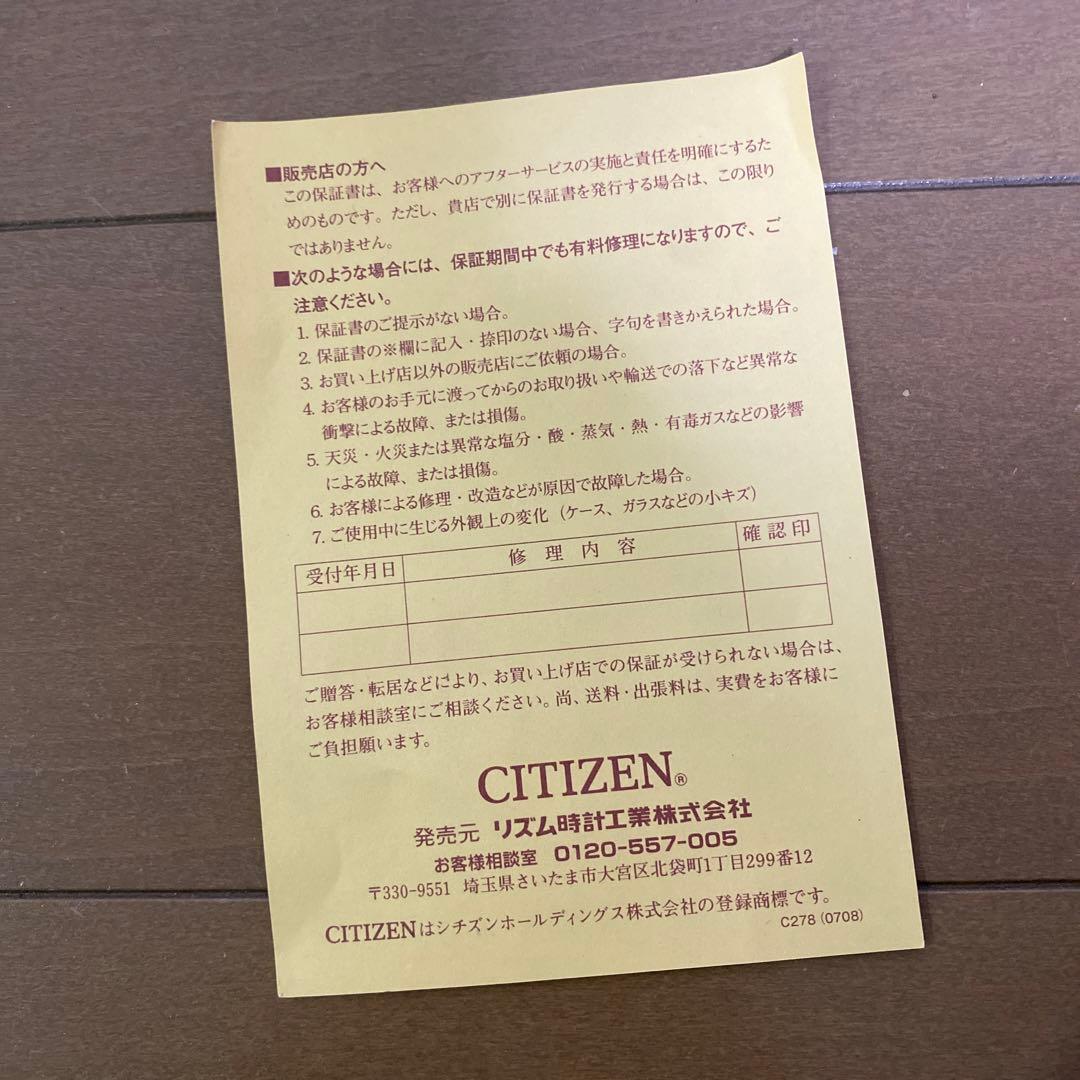 ■販売店の方へ
この保証書は、お客様へのアフターサービスの実施と責任を明確にするた
めのものです。ただし、貴店で別に保証書を発行する場合は、この限り
ではありません。
■次のような場合には、保証期間中でも有料修理になりますので、ご
注意ください。
1. 保証書のご提示がない場合。
2. 保証書の※欄に記入・捺印のない場合、字句を書きかえられた場合。
3. お買い上げ店以外の販売店にご依頼の場合。
4. お客様のお手元に渡ってからのお取り扱いや輸送での落下など異常な
衝撃による故障、または損傷。
5. 天災・火災または異常な塩分・酸・蒸気・熱・有毒ガスなどの影響
による故障、または損傷。
6. お客様による修理・改造などが原因で故障した場合。
7. ご使用中に生じる外観上の変化（ケース、ガラスなどの小キズ）
受付年月日 修理内容 確認印
ご贈答・転居などにより、お買い上げ店での保証が受けられない場合は、
お客様相談室にご相談ください。尚、送料・出張料は、実費をお客様に
ご負担願います。
CITIZEN®
発売元 リズム時計工業株式会社
お客様相談室 0120-557-005
〒330-9551 埼玉県さいたま市大宮区北袋町1丁目299番12
CITIZENはシチズンホールディングス株式会社の登録商標です。
C278 (0708)